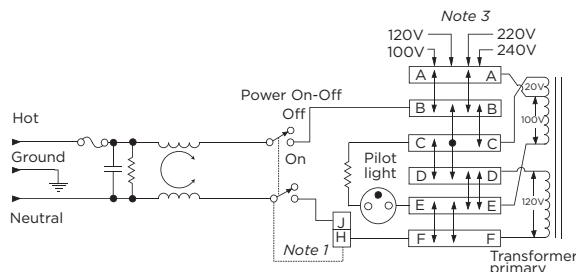 Note 3
120V 220V
100V 240V
A A
Power On-Off
Off
B B
20V
Hot
100V
C C
On
Pilot
light
Ground
D D
120V
E E
Neutral
J
H
Note 1
F F
Transformer
primary